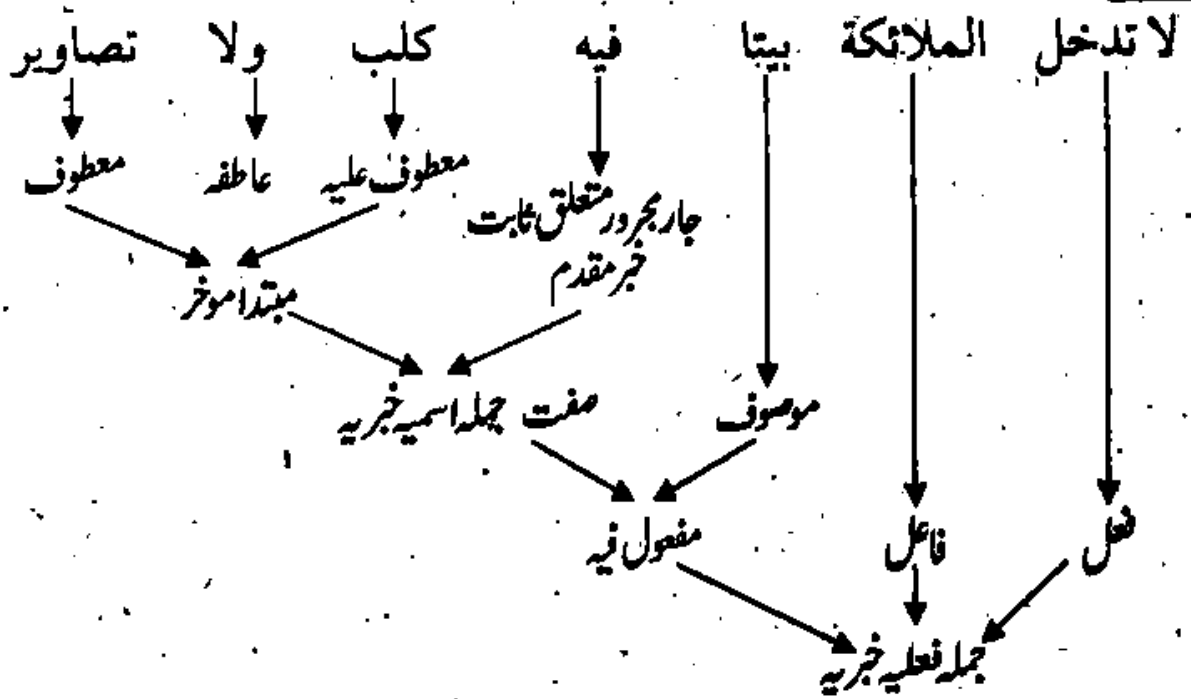 لا تدخل الملائكة بيتا فيه كلب ولا تصاوير
معطوف علیہ عاطفہ معطوف
جار مجرور متعلق ثابت
خبر مقدم
مبتدا موخر
موصوف صفت جملہ اسمیہ خبریہ
فعل فاعل مفعول فیہ
جملہ فعلیہ خبریہ